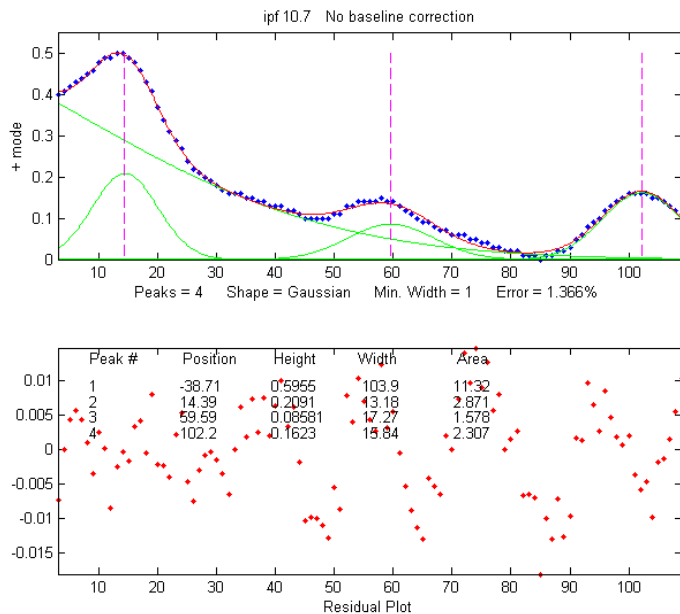 ipf 10.7 No baseline correction
+ mode
0.5
0.4
0.3
0.2
0.1
0
10 20 30 40 50 60 70 80 90 100
Peaks = 4 Shape = Gaussian Min. Width = 1 Error = 1.366%
Peak # Position Height Width Area
1 -38.71 0.5955 103.9 11.32
2 14.39 0.2091 13.18 2.871
3 59.59 0.08581 17.27 1.578
4 102.2 0.1623 15.84 2.307
0.01
0.005
0
-0.005
-0.01
-0.015
10 20 30 40 50 60 70 80 90 100
Residual Plot